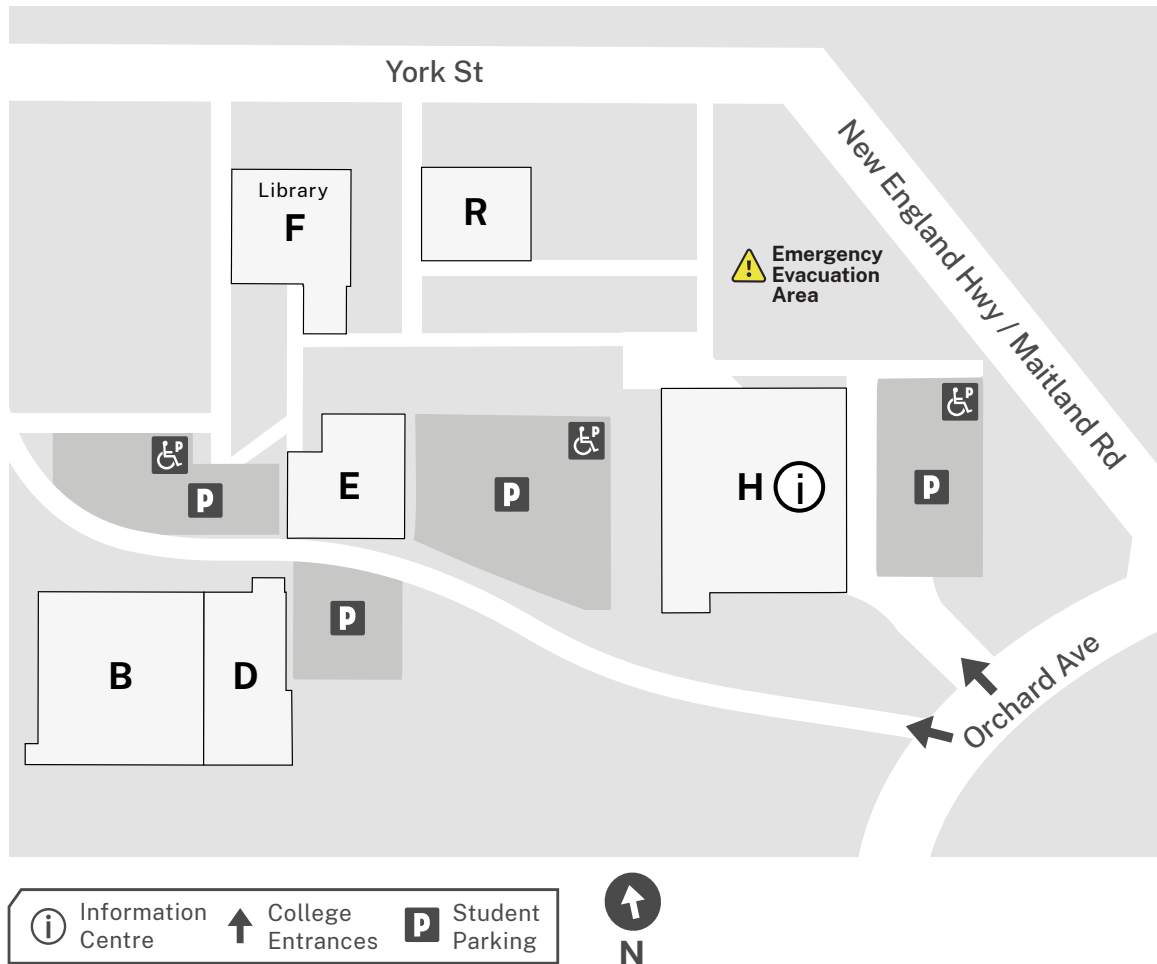 York St
New England Hwy / Maitland Rd
Library
F
R
!
Emergency
Evacuation
Area
P
P
P
E
P
H i
P
P
P
B
D
Orchard Ave
i Information
Centre
College
Entrances
P Student
Parking
N